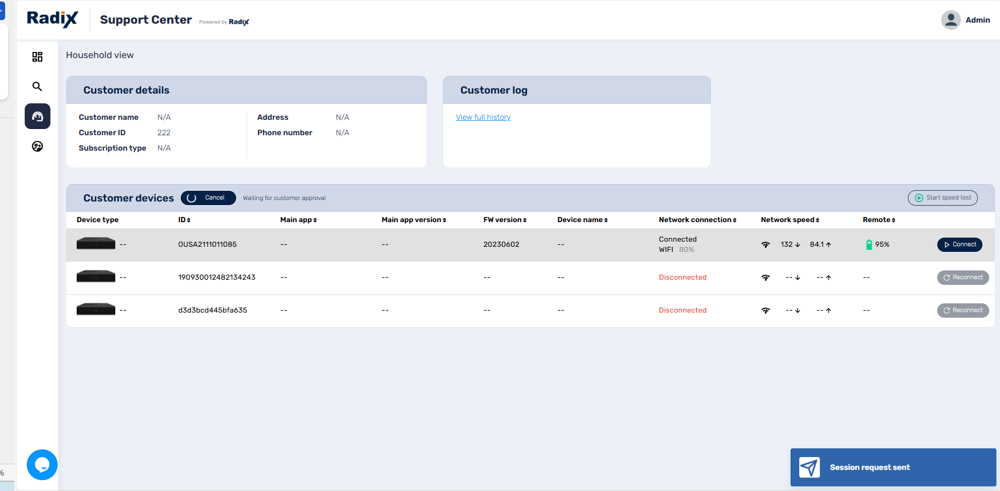 Radix
Support Center Powered by Radix
Admin
Household view
Customer details
Customer name N/A
Customer ID 222
Subscription type N/A
Address N/A
Phone number N/A
Customer log
View full history
Customer devices Cancel Waiting for customer approval Start speed test
Device type ID Main app Main app version FW version Device name Network connection Network speed Remote
-- OUSA2111011085 -- -- 20230602 -- Connected WIFI 80% 132 ↓ 84.1 ↑ 95% Connect
-- 190930012482134243 -- -- -- -- Disconnected -- ↓ -- ↑ -- Reconnect
-- d3d3bcd445bfa635 -- -- -- -- Disconnected -- ↓ -- ↑ -- Reconnect
%
Session request sent